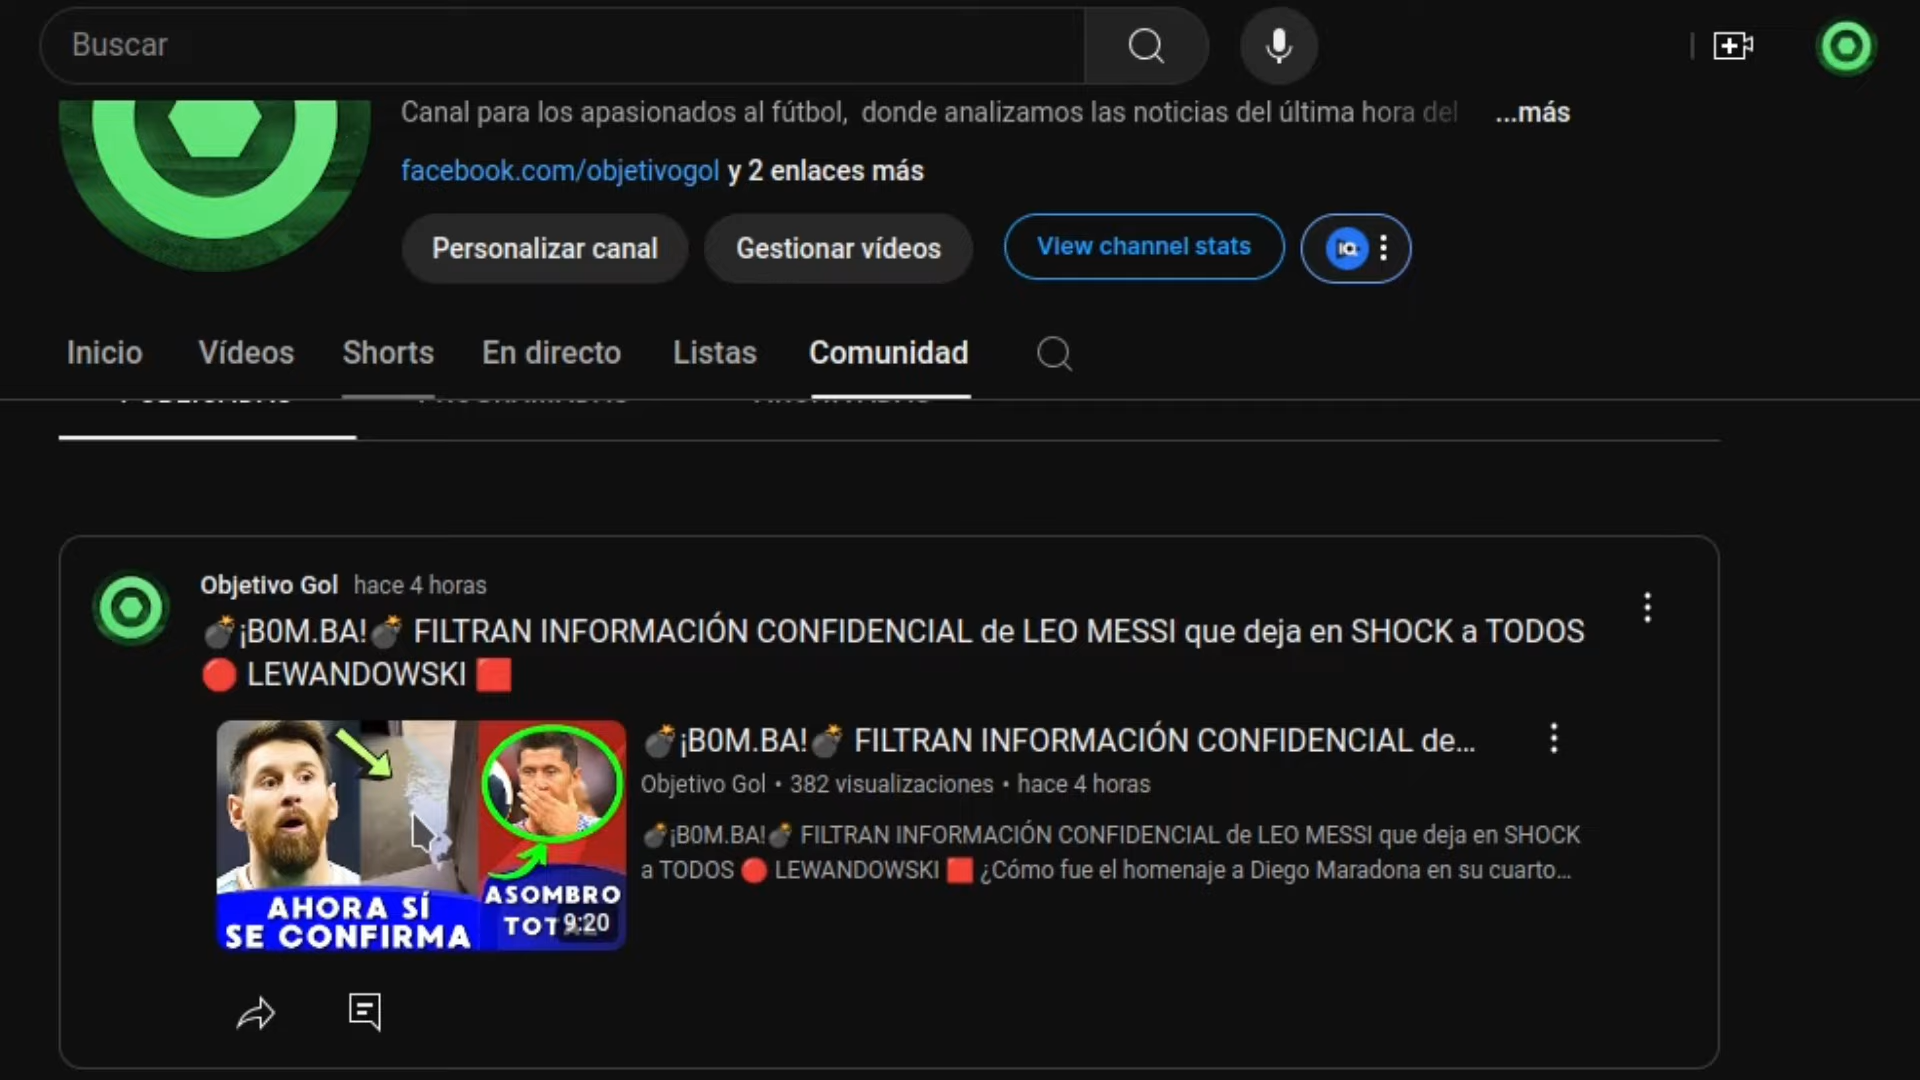 Buscar
Canal para los apasionados al fútbol, donde analizamos las noticias del última hora del ...más
facebook.com/objetivogol y 2 enlaces más
Personalizar canal
Gestionar vídeos
View channel stats
IQ
Inicio
Vídeos
Shorts
En directo
Listas
Comunidad
Objetivo Gol hace 4 horas
💣¡B0M.BA!💣 FILTRAN INFORMACIÓN CONFIDENCIAL de LEO MESSI que deja en SHOCK a TODOS
🔴 LEWANDOWSKI 🟥
AHORA SÍ
SE CONFIRMA
ASOMBRO
9:20
💣¡B0M.BA!💣 FILTRAN INFORMACIÓN CONFIDENCIAL de...
Objetivo Gol • 382 visualizaciones • hace 4 horas
💣¡B0M.BA!💣 FILTRAN INFORMACIÓN CONFIDENCIAL de LEO MESSI que deja en SHOCK
a TODOS 🔴 LEWANDOWSKI 🟥 ¿Cómo fue el homenaje a Diego Maradona en su cuarto...